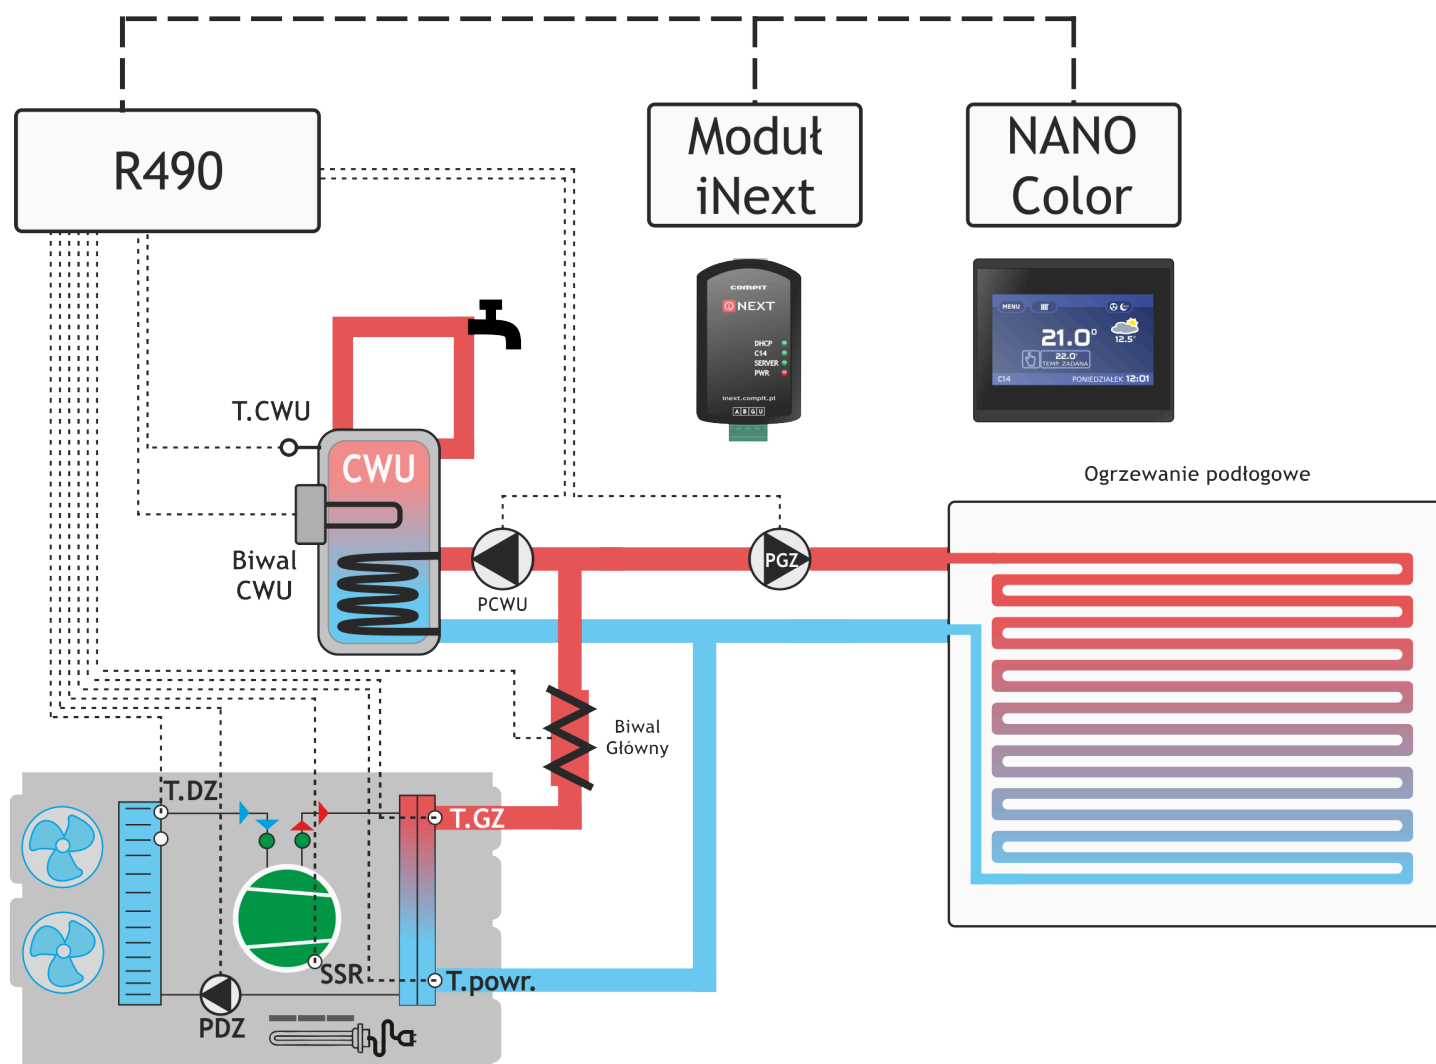 R490
Moduł
iNext
NANO
Color
COMPIT
NEXT
DHCP
C14
SERVER
PWR
inext.compit.pl
A B G U
MENU
21.0°
12.5°
22.0°
TEMP. ZADANA
C14
PONIEDZIAŁEK 12:01
T.CWU
CWU
Biwal
CWU
PCWU
PGZ
Ogrzewanie podłogowe
Biwal
Główny
T.DZ
T.GZ
SSR
T.powr.
PDZ